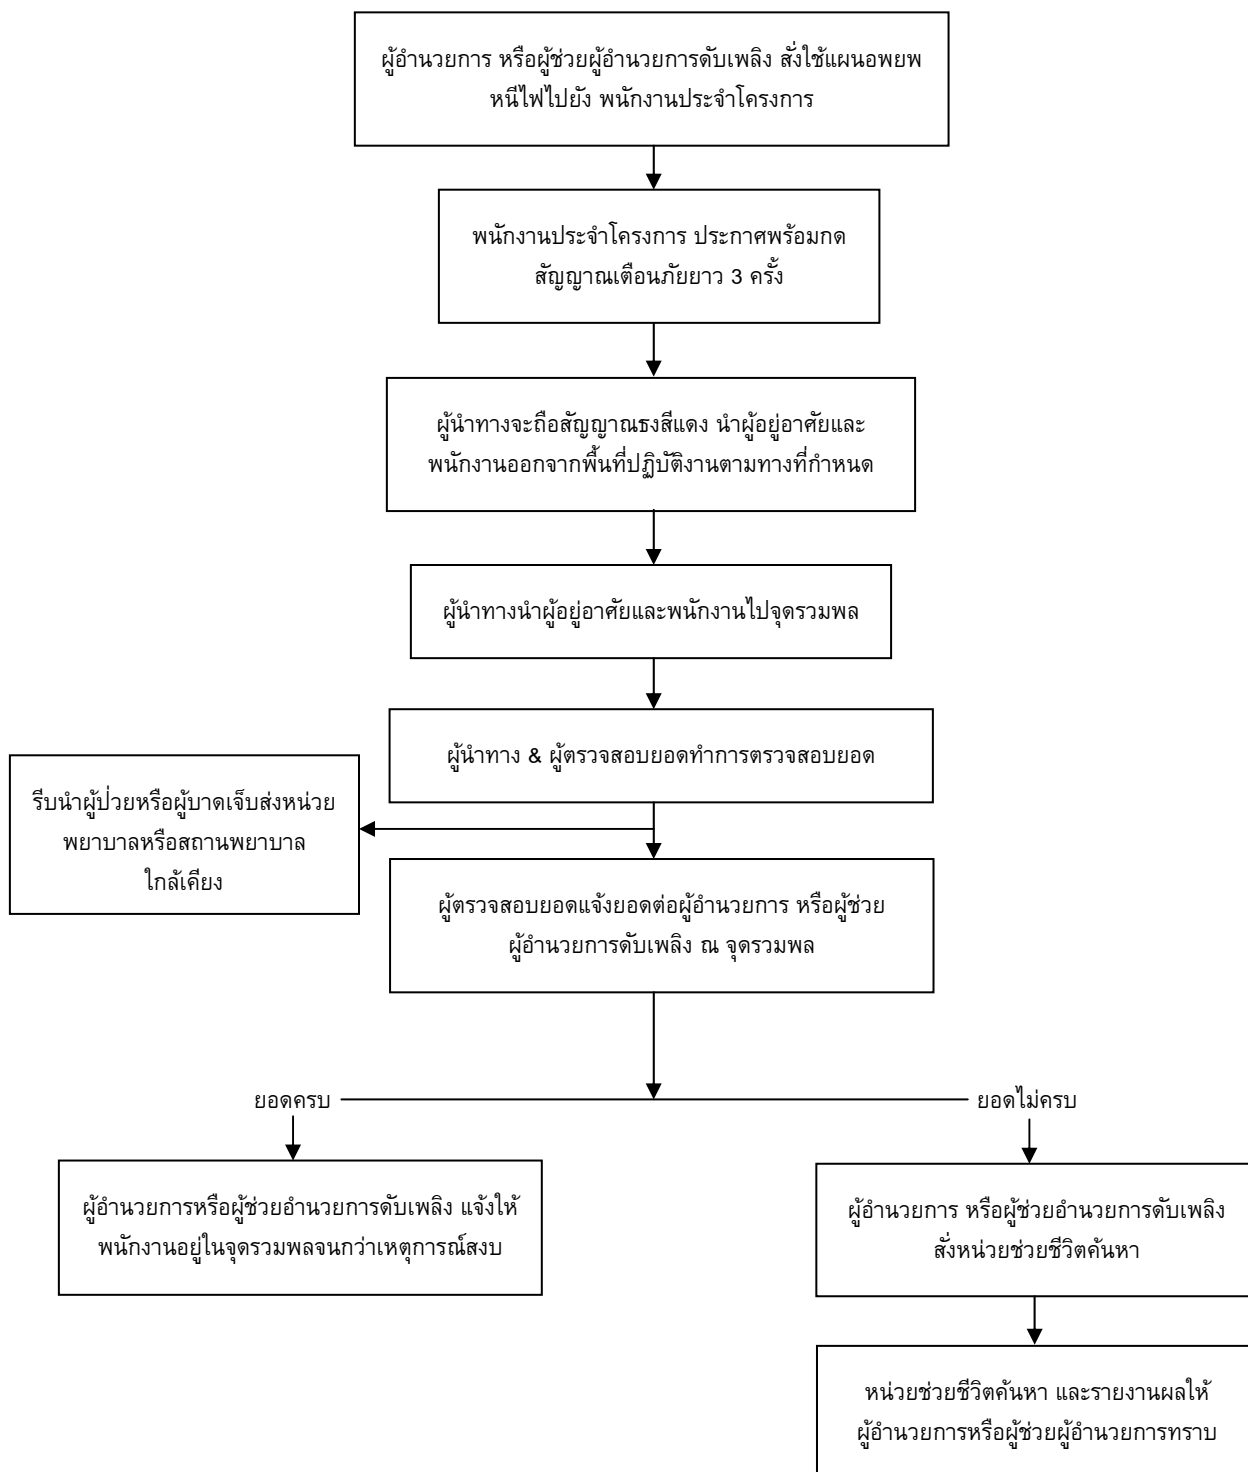 ผู้อำนวยการ หรือผู้ช่วยผู้อำนวยการดับเพลิง สั่งใช้แผนอพยพ
หนีไฟไปยัง พนักงานประจำโครงการ
พนักงานประจำโครงการ ประกาศพร้อมกด
สัญญาณเตือนภัยยาว 3 ครั้ง
ผู้นำทางจะถือสัญญาณธงสีแดง นำผู้อยู่อาศัยและ
พนักงานออกจากพื้นที่ปฏิบัติงานตามทางที่กำหนด
ผู้นำทางนำผู้อยู่อาศัยและพนักงานไปจุดรวมพล
ผู้นำทาง & ผู้ตรวจสอบยอดทำการตรวจสอบยอด
รีบนำผู้ป่วยหรือผู้บาดเจ็บส่งหน่วย
พยาบาลหรือสถานพยาบาล
ใกล้เคียง
ผู้ตรวจสอบยอดแจ้งยอดต่อผู้อำนวยการ หรือผู้ช่วย
ผู้อำนวยการดับเพลิง ณ จุดรวมพล
ยอดครบ
ยอดไม่ครบ
ผู้อำนวยการหรือผู้ช่วยอำนวยการดับเพลิง แจ้งให้
พนักงานอยู่ในจุดรวมพลจนกว่าเหตุการณ์สงบ
ผู้อำนวยการ หรือผู้ช่วยอำนวยการดับเพลิง
สั่งหน่วยช่วยชีวิตค้นหา
หน่วยช่วยชีวิตค้นหา และรายงานผลให้
ผู้อำนวยการหรือผู้ช่วยผู้อำนวยการทราบ